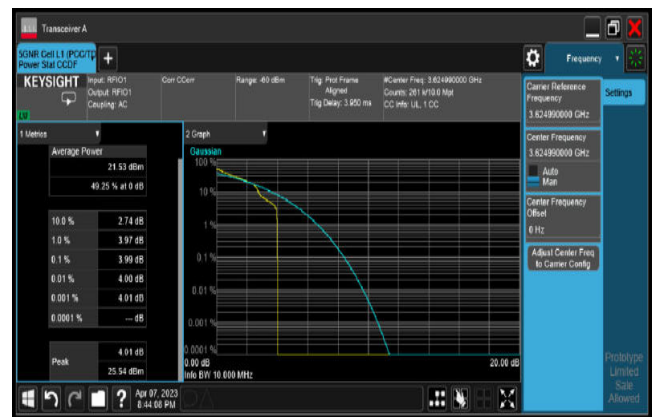 Transceiver A
5GNR Cell L1 (PCC/TP
Power Stat CCDF
Frequency
KEYSIGHT
Input: RFIO1
Output: RFIO1
Coupling: AC
Corr CCorr
Range: -60 dBm
Trig: Prot Frame
Aligned
Trig Delay: 3.950 ms
#Center Freq: 3.624990000 GHz
Counts: 261 k/10.0 Mpt
CC Info: UL, 1 CC
1 Metrics
Average Power
21.53 dBm
49.25 % at 0 dB
10.0 % 2.74 dB
1.0 % 3.97 dB
0.1 % 3.99 dB
0.01 % 4.00 dB
0.001 % 4.01 dB
0.0001 % --- dB
Peak
4.01 dB
25.54 dBm
2 Graph
Gaussian
100 %
10 %
1 %
0.1 %
0.01 %
0.001 %
0.0001 %
0.00 dB
20.00 dB
Info BW 10.000 MHz
Carrier Reference
Frequency
3.624990000 GHz
Center Frequency
3.624990000 GHz
Auto
Man
Center Frequency
Offset
0 Hz
Adjust Center Freq
to Carrier Config
Settings
Prototype
Limited
Sale
Allowed
Apr 07, 2023
8:44:08 PM